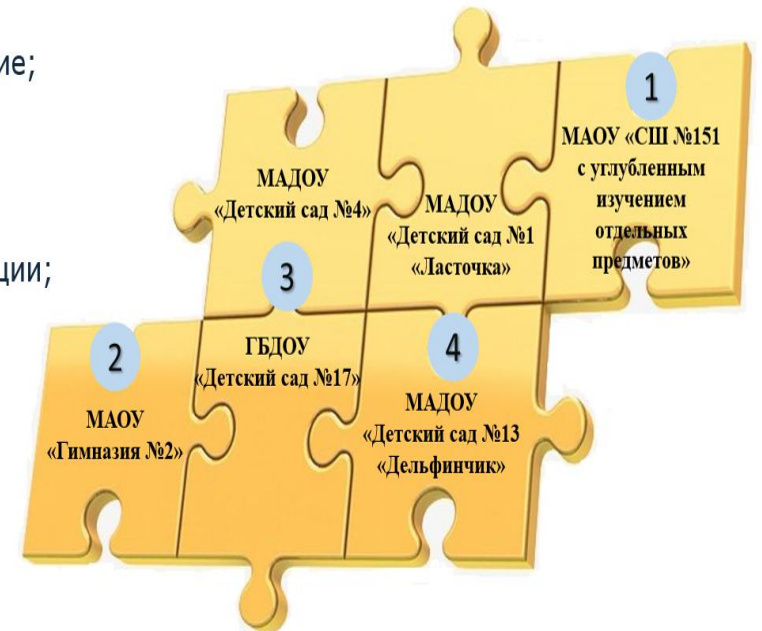 ие;
1
МАОУ «СШ №151
с углубленным
изучением
отдельных
предметов»
МАДОУ
«Детский сад №4»
МАДОУ
«Детский сад №1
«Ласточка»
ции;
3
2
МАОУ
«Гимназия №2»
ГБДОУ
«Детский сад №17»
4
МАДОУ
«Детский сад №13
«Дельфинчик»